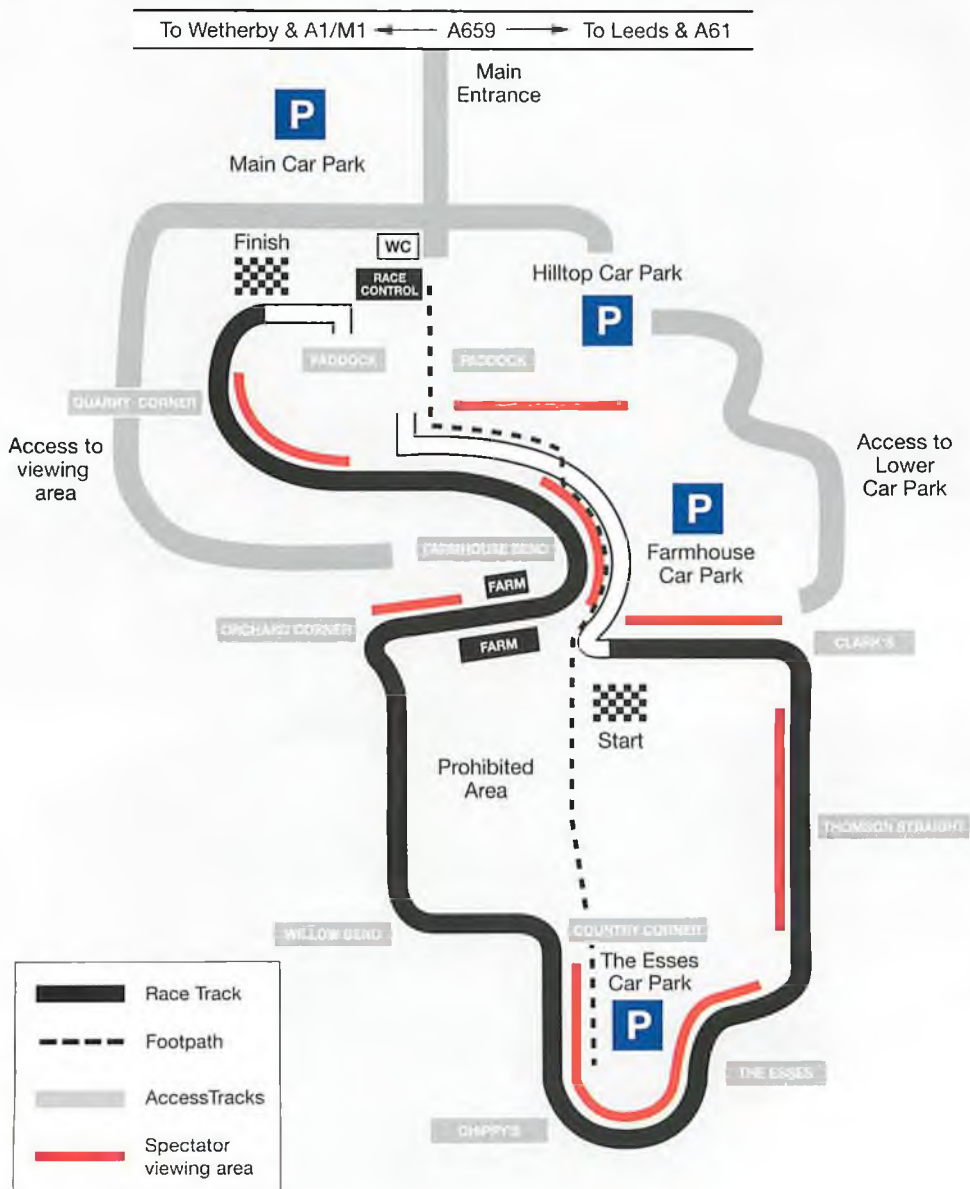 To Wetherby & A1/M1 A659 To Leeds & A61
Main
Entrance
P
Main Car Park
Finish
WC
RACE
CONTROL
Hilltop Car Park
P
PADDOCK
PADDOCK
QUARRY CORNER
Access to
viewing
area
Access to
Lower
Car Park
P
Farmhouse
Car Park
FARMHOUSE BEND
FARM
ORCHARD CORNER
FARM
CLARK'S
Start
Prohibited
Area
THOMSON STRAIGHT
WILLOW BEND
COUNTRY CORNER
The Esses
Car Park
P
THE ESSES
CHIPPY'S
Race Track
Footpath
AccessTracks
Spectator
viewing area